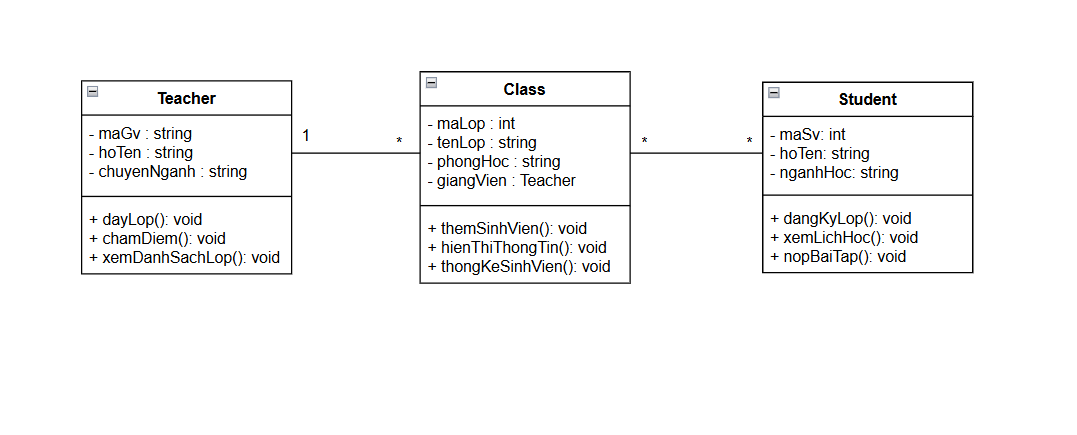 Teacher
- maGv : string
- hoTen : string
- chuyenNganh : string
+ dayLop(): void
+ chamDiem(): void
+ xemDanhSachLop(): void
1
*
Class
- maLop : int
- tenLop : string
- phongHoc : string
- giangVien : Teacher
+ themSinhVien(): void
+ hienThiThongTin(): void
+ thongKeSinhVien(): void
*
*
Student
- maSv: int
- hoTen: string
- nganhHoc: string
+ dangKyLop(): void
+ xemLichHoc(): void
+ nopBaiTap(): void